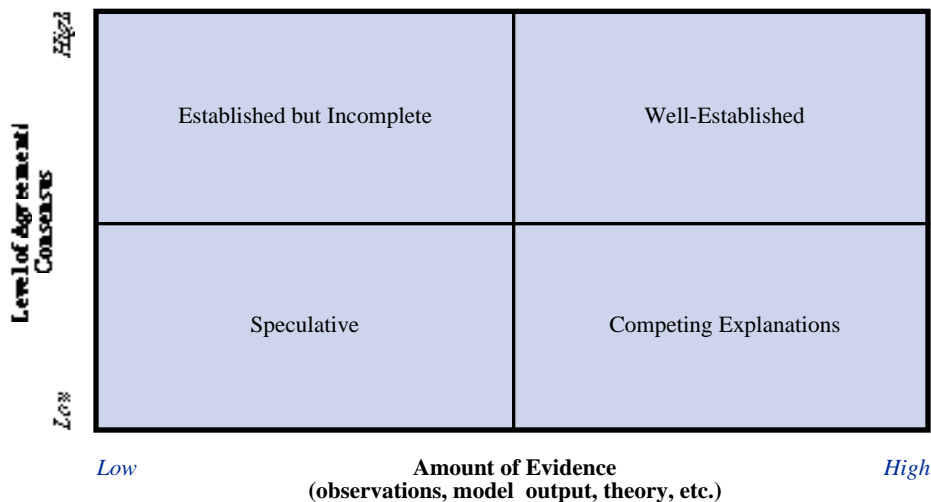 High
Established but Incomplete
Well-Established
Level of Agreement/
Consensus
Speculative
Competing Explanations
Low
Low
Amount of Evidence
High
(observations, model output, theory, etc.)